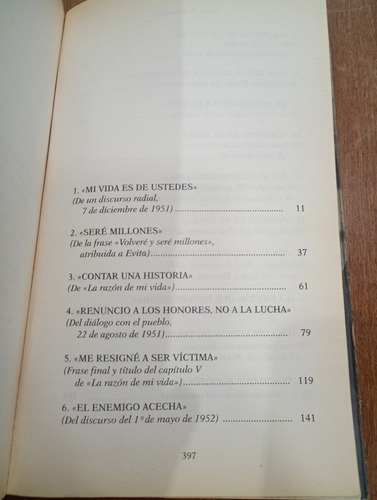 1. «MI VIDA ES DE USTEDES»
(De un discurso radial,
7 de diciembre de 1951) 11
2. «SERÉ MILLONES»
(De la frase «Volveré y seré millones»,
atribuida a Evita) 37
3. «CONTAR UNA HISTORIA»
(De «La razón de mi vida») 61
4. «RENUNCIO A LOS HONORES, NO A LA LUCHA»
(Del diálogo con el pueblo,
22 de agosto de 1951) 79
5. «ME RESIGNÉ A SER VÍCTIMA»
(Frase final y título del capítulo V
de «La razón de mi vida») 119
6. «EL ENEMIGO ACECHA»
(Del discurso del 1º de mayo de 1952) 141
397